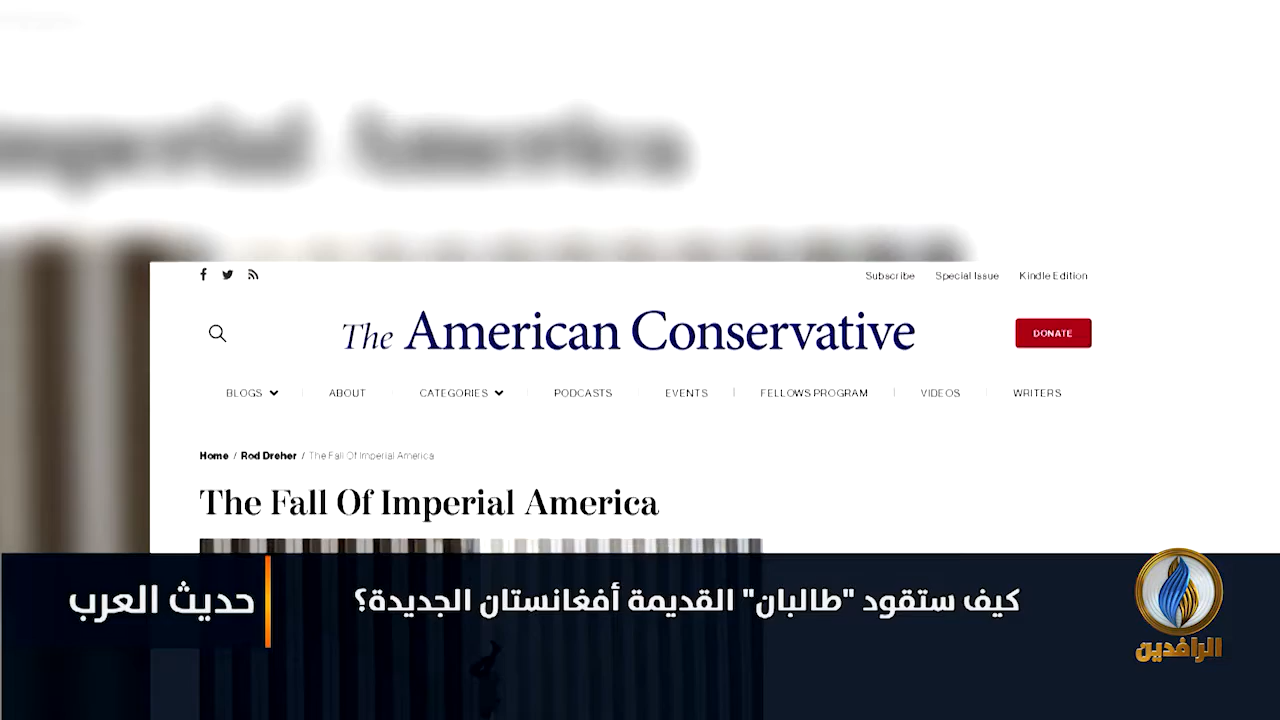 Imperial America
Subscribe Special Issue Kindle Edition
The American Conservative
DONATE
BLOGS ABOUT CATEGORIES PODCASTS EVENTS FELLOWS PROGRAM VIDEOS WRITERS
Home / Rod Dreher / The Fall Of Imperial America
The Fall Of Imperial America
كيف ستقود "طالبان" القديمة أفغانستان الجديدة؟
حديث العرب
الرافدين